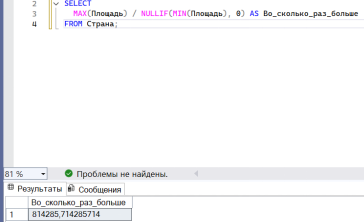 2 SELECT
3 MAX(Площадь) / NULLIF(MIN(Площадь), 0) AS Во_сколько_раз_больше
4 FROM Страна;
81 %
Проблемы не найдены.
Результаты Сообщения
Во_сколько_раз_больше
1 814285,714285714